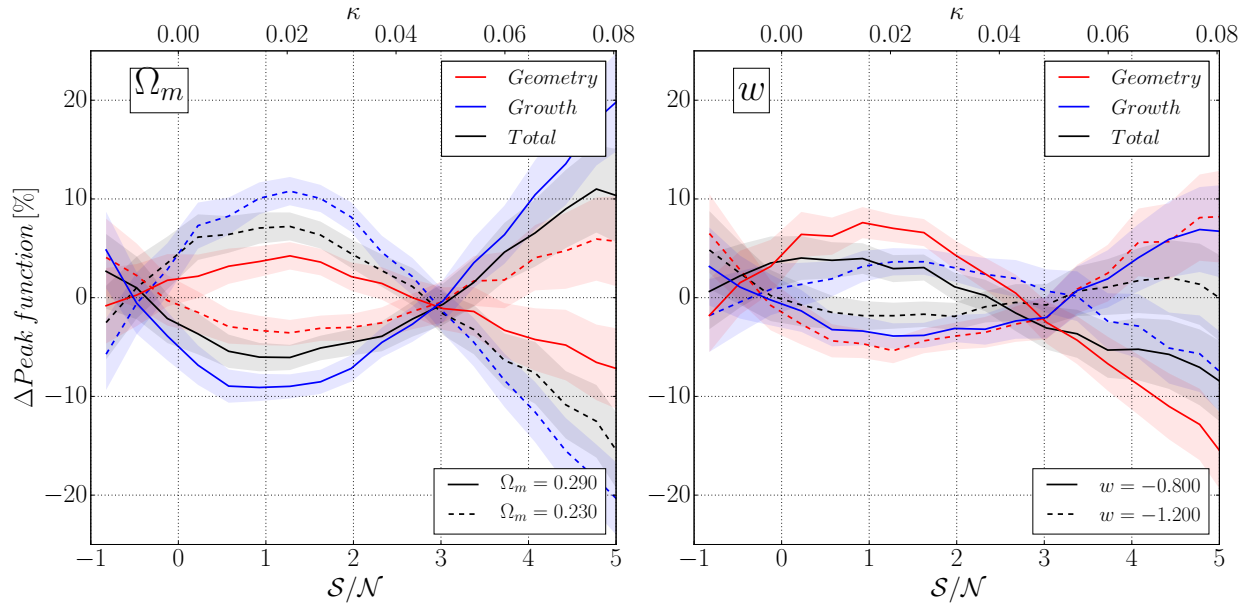 κ
0.00 0.02 0.04 0.06 0.08
Ω_m
Geometry
Growth
Total
ΔPeak function [%]
20
10
0
−10
−20
Ω_m = 0.290
Ω_m = 0.230
−1 0 1 2 3 4 5
S/N
κ
0.00 0.02 0.04 0.06 0.08
w
Geometry
Growth
Total
20
10
0
−10
−20
w = −0.800
w = −1.200
−1 0 1 2 3 4 5
S/N